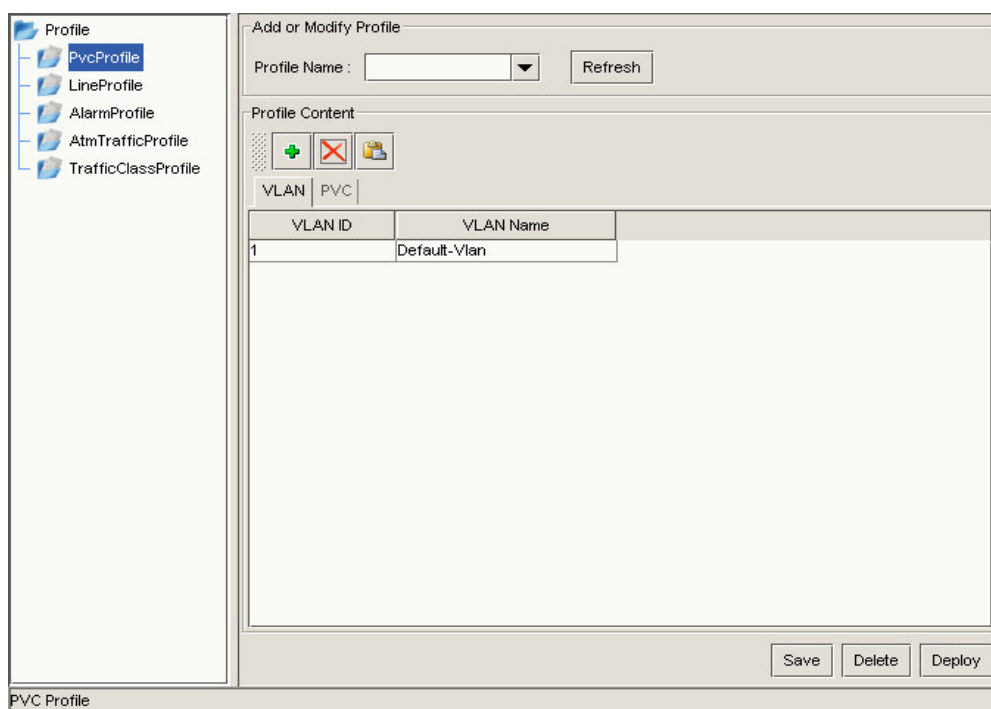 Profile
PvcProfile
LineProfile
AlarmProfile
AtmTrafficProfile
TrafficClassProfile
Add or Modify Profile
Profile Name :
Refresh
Profile Content
VLAN PVC
VLAN ID VLAN Name
1 Default-Vlan
Save Delete Deploy
PVC Profile